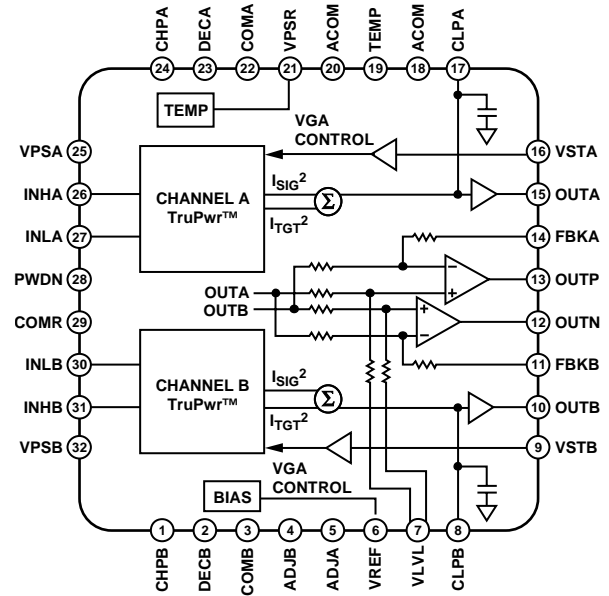 CHPA
DECA
COMA
VPSR
ACOM
TEMP
ACOM
CLPA
24
23
22
21
20
19
18
17
TEMP
VGA
CONTROL
VPSA 25
16 VSTA
INHA 26
CHANNEL A
TruPwr™
ISIG²
Σ
ITGT²
15 OUTA
INLA 27
14 FBKA
PWDN 28
OUTA
OUTB
−
+
13 OUTP
COMR 29
+
−
12 OUTN
INLB 30
11 FBKB
CHANNEL B
TruPwr™
ISIG²
Σ
ITGT²
INHB 31
10 OUTB
VPSB 32
9 VSTB
VGA
CONTROL
BIAS
1
2
3
4
5
6
7
8
CHPB
DECB
COMB
ADJB
ADJA
VREF
VLVL
CLPB